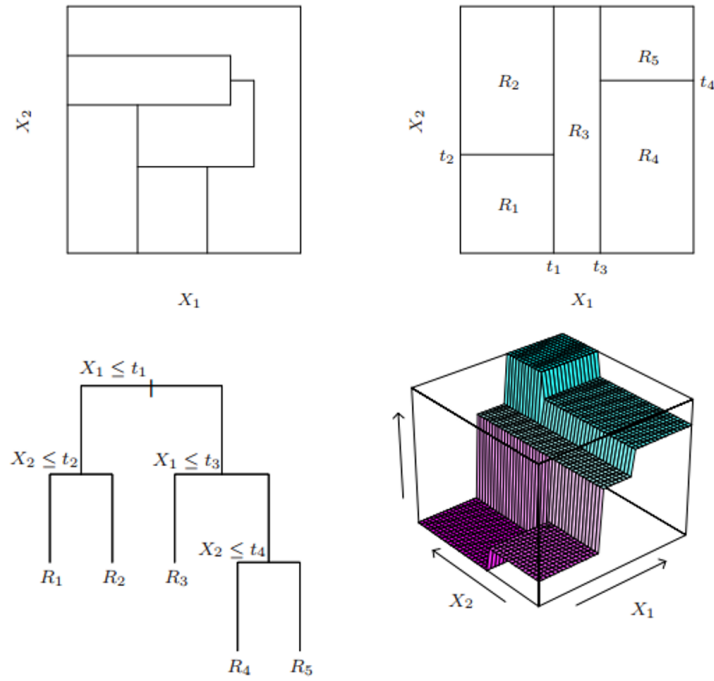 X₂
X₁
R₂
R₅
t₄
X₂
R₃
t₂
R₄
R₁
t₁
t₃
X₁
X₁ ≤ t₁
X₂ ≤ t₂
X₁ ≤ t₃
X₂ ≤ t₄
R₁
R₂
R₃
R₄
R₅
X₂
X₁